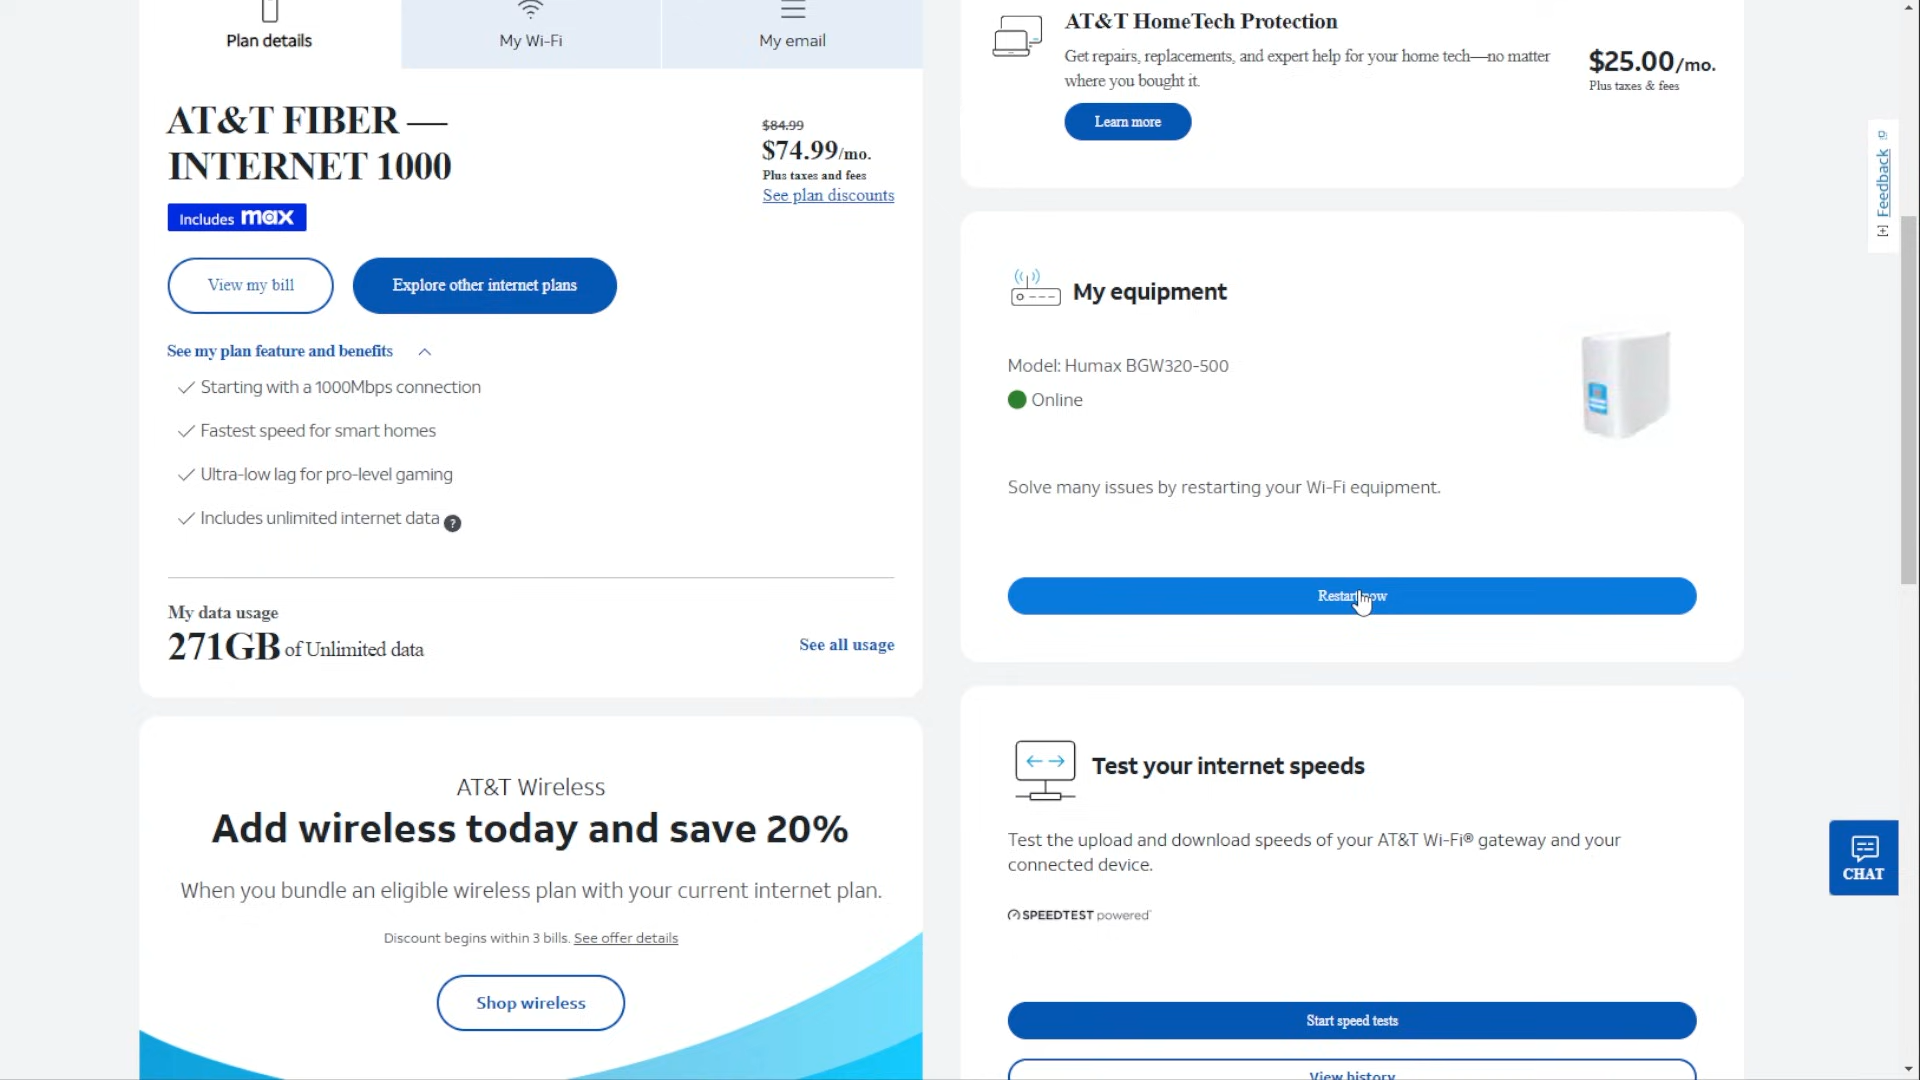 Plan details
My Wi-Fi
My email
AT&T FIBER —
INTERNET 1000
$84.99
$74.99/mo.
Plus taxes and fees
See plan discounts
Includes max
View my bill
Explore other internet plans
See my plan feature and benefits
Starting with a 1000Mbps connection
Fastest speed for smart homes
Ultra-low lag for pro-level gaming
Includes unlimited internet data ?
My data usage
271GB of Unlimited data
See all usage
AT&T Wireless
Add wireless today and save 20%
When you bundle an eligible wireless plan with your current internet plan.
Discount begins within 3 bills. See offer details
Shop wireless
AT&T HomeTech Protection
Get repairs, replacements, and expert help for your home tech—no matter
where you bought it.
$25.00/mo.
Plus taxes & fees
Learn more
My equipment
Model: Humax BGW320-500
Online
Solve many issues by restarting your Wi-Fi equipment.
Restart now
Test your internet speeds
Test the upload and download speeds of your AT&T Wi-Fi® gateway and your
connected device.
SPEEDTEST powered
Start speed tests
View history
[+] Feedback
CHAT